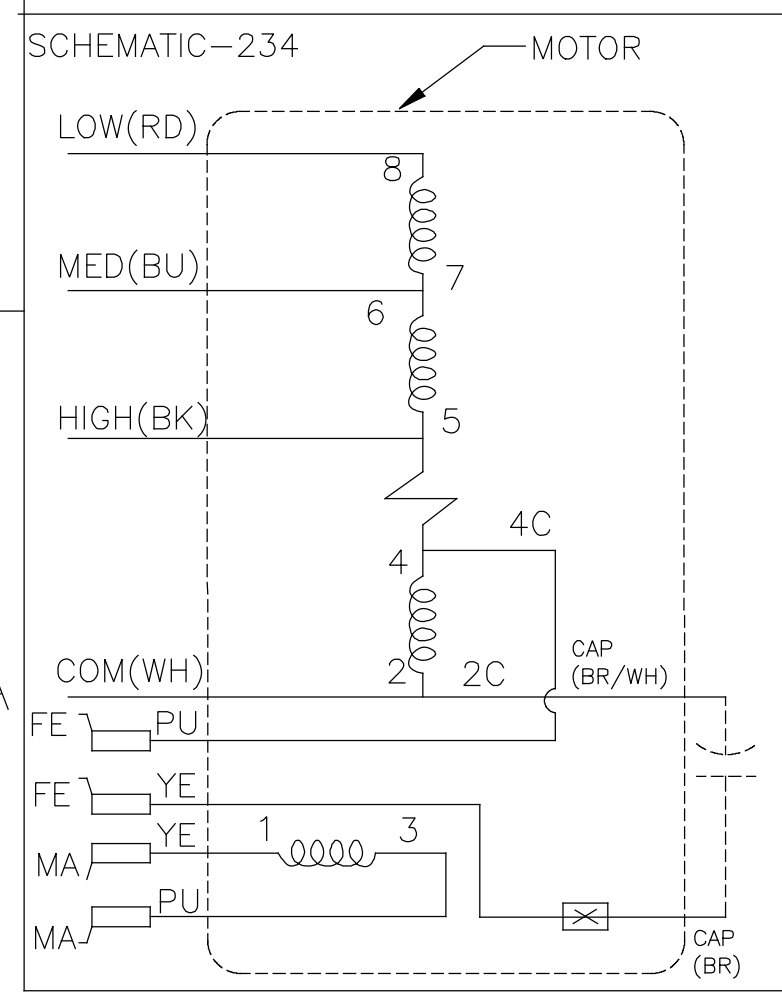 SCHEMATIC-234
MOTOR
LOW(RD)
8
MED(BU)
7
6
HIGH(BK)
5
4C
4
CAP
(BR/WH)
COM(WH)
2
2C
A
FE
PU
FE
YE
YE
1
3
MA
PU
MA
CAP
(BR)